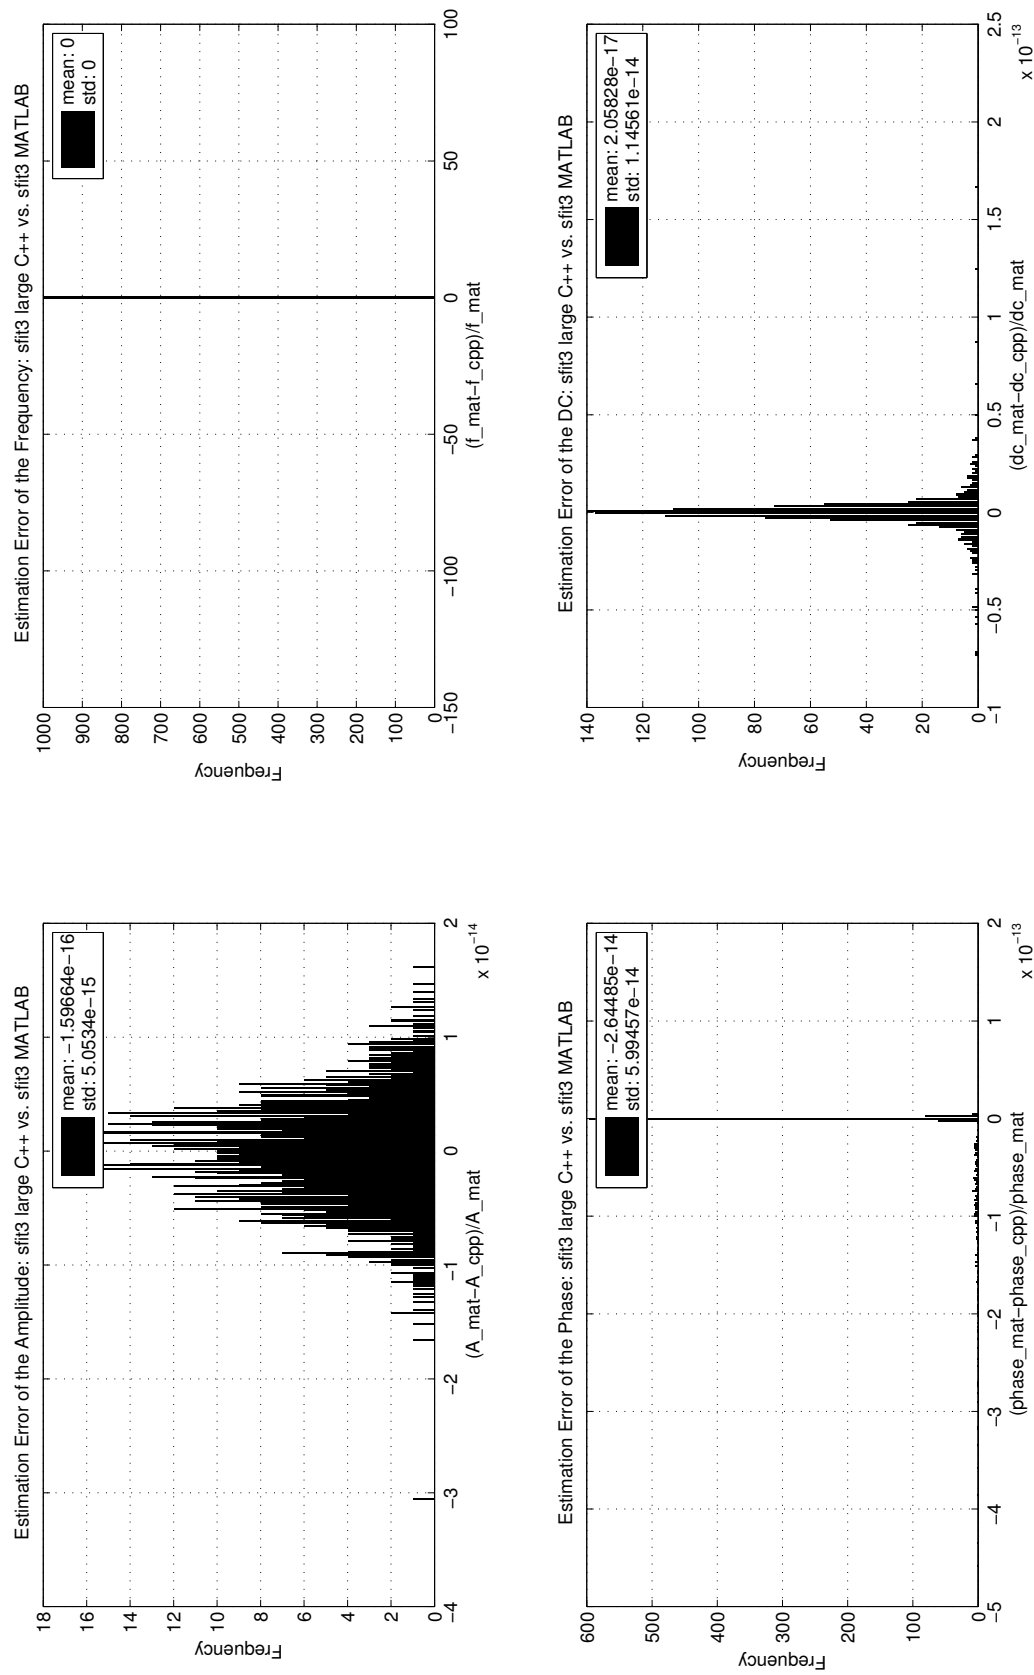 Estimation Error of the Amplitude: sfit3 large C++ vs. sfit3 MATLAB
mean: −1.59664e−16
std: 5.0534e−15
Frequency
18
16
14
12
10
8
6
4
2
0
−4
−3
−2
−1
0
1
2
x 10−14
(A_mat−A_cpp)/A_mat
Estimation Error of the Frequency: sfit3 large C++ vs. sfit3 MATLAB
mean: 0
std: 0
Frequency
1000
900
800
700
600
500
400
300
200
100
0
−150
−100
−50
0
50
100
(f_mat−f_cpp)/f_mat
Estimation Error of the Phase: sfit3 large C++ vs. sfit3 MATLAB
mean: −2.64485e−14
std: 5.99457e−14
Frequency
600
500
400
300
200
100
0
−5
−4
−3
−2
−1
0
1
2
x 10−13
(phase_mat−phase_cpp)/phase_mat
Estimation Error of the DC: sfit3 large C++ vs. sfit3 MATLAB
mean: 2.05828e−17
std: 1.14561e−14
Frequency
140
120
100
80
60
40
20
0
−1
−0.5
0
0.5
1
1.5
2
2.5
x 10−13
(dc_mat−dc_cpp)/dc_mat